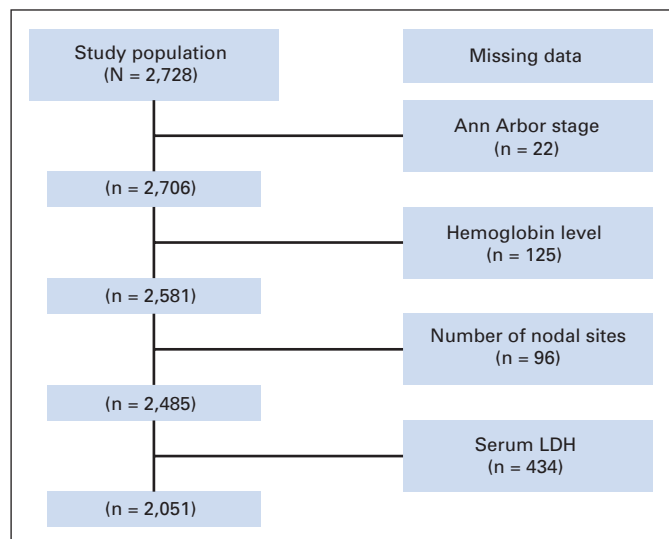 Study population
(N = 2,728)
Missing data
Ann Arbor stage
(n = 22)
(n = 2,706)
Hemoglobin level
(n = 125)
(n = 2,581)
Number of nodal sites
(n = 96)
(n = 2,485)
Serum LDH
(n = 434)
(n = 2,051)